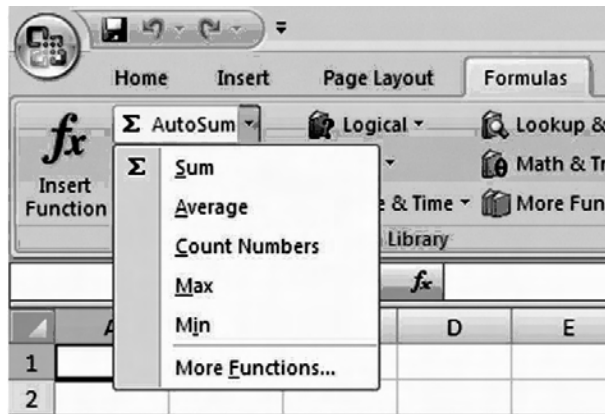 Home Insert Page Layout Formulas
Σ AutoSum Logical Lookup &
fx
Insert
Function
Σ Sum
Math & T
Average
& Time More Fun
Count Numbers
Library
Max
fx
Min
D E
More Functions...
1
2